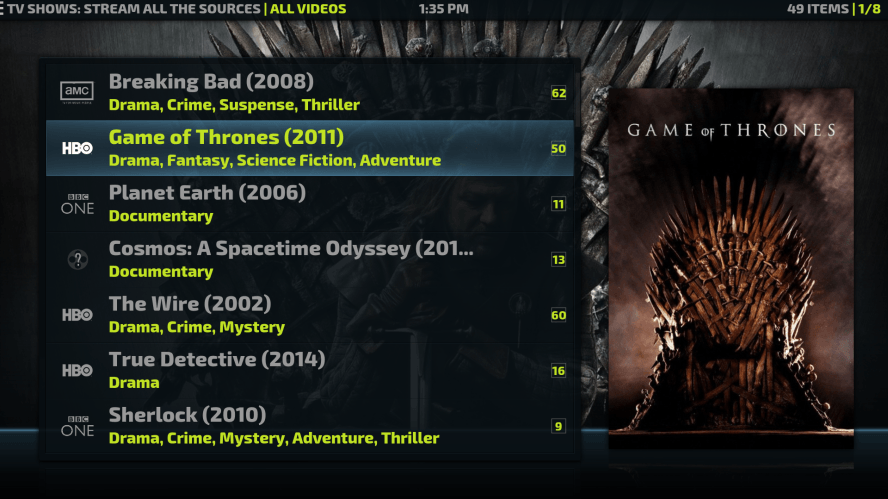 TV SHOWS: STREAM ALL THE SOURCES | ALL VIDEOS
1:35 PM
49 ITEMS | 1/8
amc
Breaking Bad (2008)
62
Drama, Crime, Suspense, Thriller
HBO
Game of Thrones (2011)
50
Drama, Fantasy, Science Fiction, Adventure
BBC
ONE
Planet Earth (2006)
11
Documentary
?
Cosmos: A Spacetime Odyssey (201...
13
Documentary
HBO
The Wire (2002)
60
Drama, Crime, Mystery
HBO
True Detective (2014)
16
Drama
BBC
ONE
Sherlock (2010)
9
Drama, Crime, Mystery, Adventure, Thriller
GAME OF THRONES